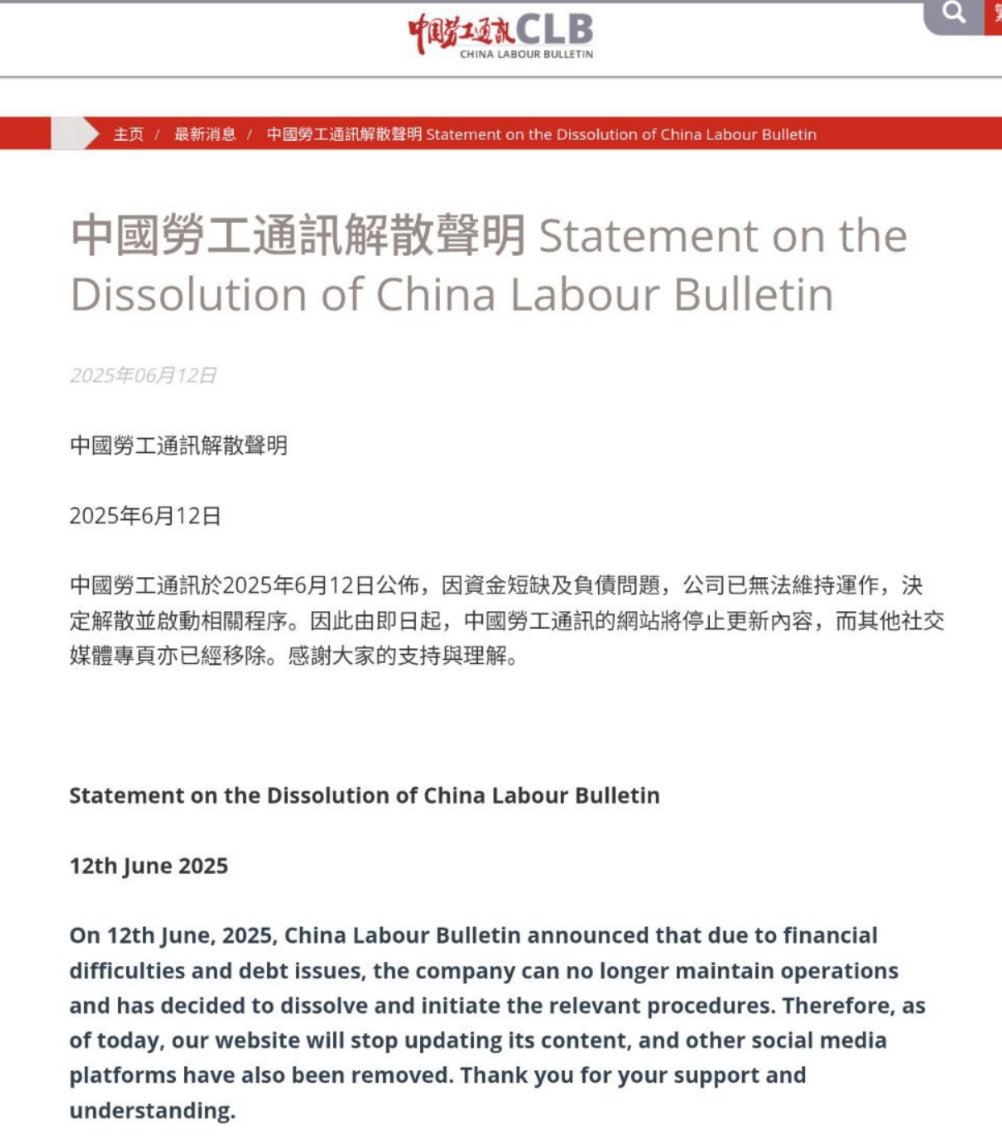 中國勞工通訊 CLB
CHINA LABOUR BULLETIN
主页 / 最新消息 / 中國勞工通訊解散聲明 Statement on the Dissolution of China Labour Bulletin
中國勞工通訊解散聲明 Statement on the
Dissolution of China Labour Bulletin
2025年06月12日
中國勞工通訊解散聲明
2025年6月12日
中國勞工通訊於2025年6月12日公佈，因資金短缺及負債問題，公司已無法維持運作，決
定解散並啟動相關程序。因此由即日起，中國勞工通訊的網站將停止更新內容，而其他社交
媒體專頁亦已經移除。感謝大家的支持與理解。
Statement on the Dissolution of China Labour Bulletin
12th June 2025
On 12th June, 2025, China Labour Bulletin announced that due to financial
difficulties and debt issues, the company can no longer maintain operations
and has decided to dissolve and initiate the relevant procedures. Therefore, as
of today, our website will stop updating its content, and other social media
platforms have also been removed. Thank you for your support and
understanding.